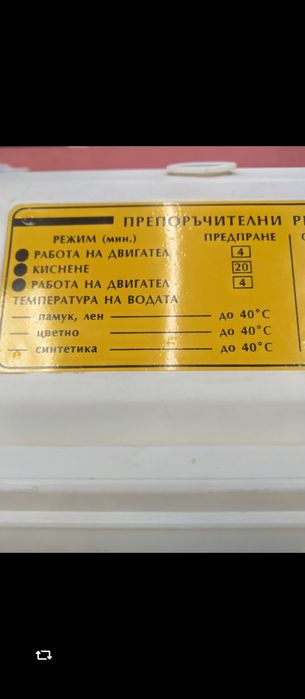 ПРЕПОРЪЧИТЕЛНИ
РЕЖИМ (мин.) ПРЕДПРАНЕ
РАБОТА НА ДВИГАТЕЛ 4
КИСНЕНЕ 20
РАБОТА НА ДВИГАТЕЛ 4
ТЕМПЕРАТУРА НА ВОДАТА
памук, лен до 40°C
цветно до 40°C
синтетика до 40°C